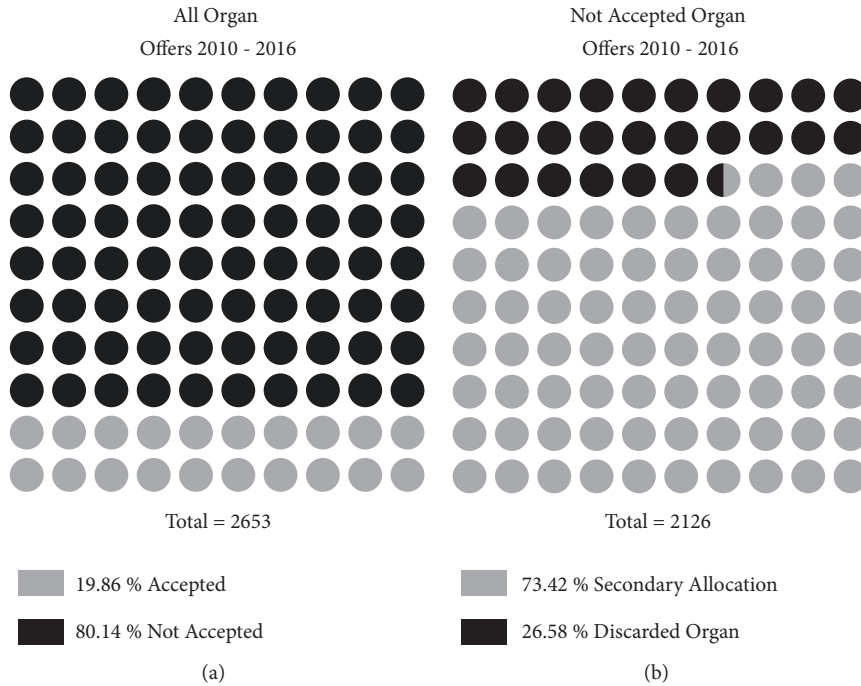 All Organ
Offers 2010 - 2016
Total = 2653
19.86 % Accepted
80.14 % Not Accepted
(a)
Not Accepted Organ
Offers 2010 - 2016
Total = 2126
73.42 % Secondary Allocation
26.58 % Discarded Organ
(b)